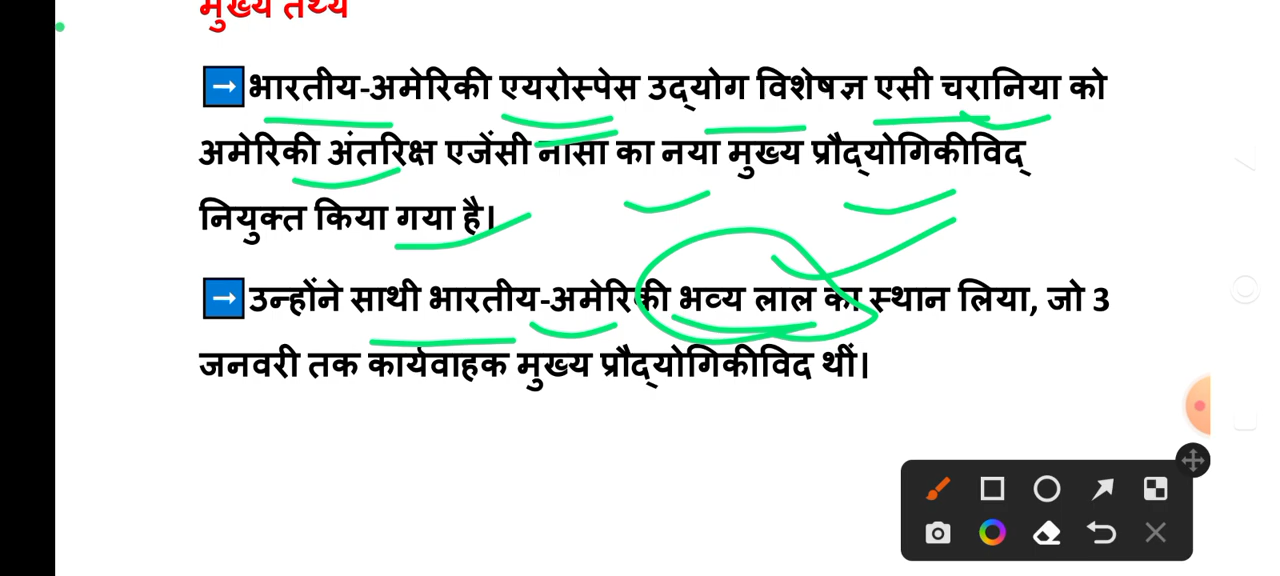 मुख्य तथ्य
➡भारतीय-अमेरिकी एयरोस्पेस उद्योग विशेषज्ञ एसी चरानिया को
अमेरिकी अंतरिक्ष एजेंसी नासा का नया मुख्य प्रौद्योगिकीविद्
नियुक्त किया गया है।
➡उन्होंने साथी भारतीय-अमेरिकी भव्य लाल का स्थान लिया, जो 3
जनवरी तक कार्यवाहक मुख्य प्रौद्योगिकीविद थीं।